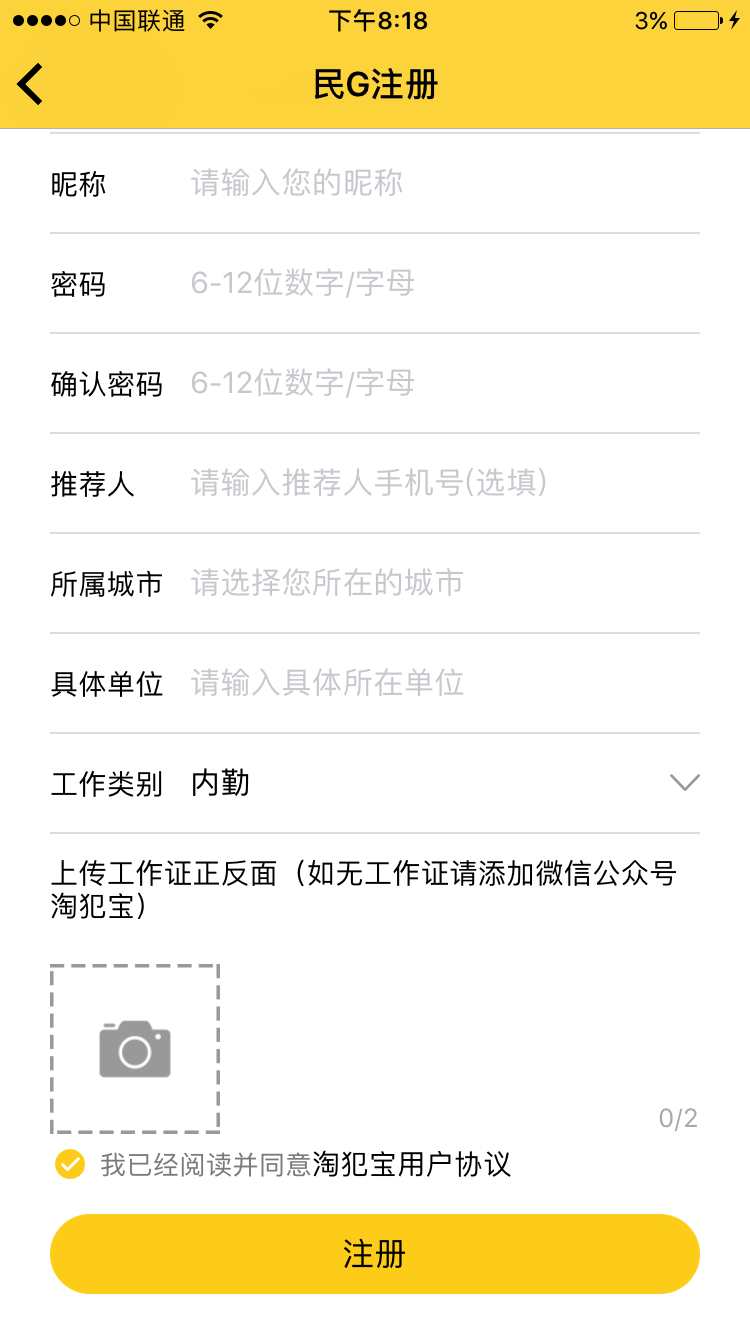 中国联通 下午8:18 3%
民G注册
昵称 请输入您的昵称
密码 6-12位数字/字母
确认密码 6-12位数字/字母
推荐人 请输入推荐人手机号(选填)
所属城市 请选择您所在的城市
具体单位 请输入具体所在单位
工作类别 内勤
上传工作证正反面（如无工作证请添加微信公众号
淘犯宝）
0/2
我已经阅读并同意淘犯宝用户协议
注册